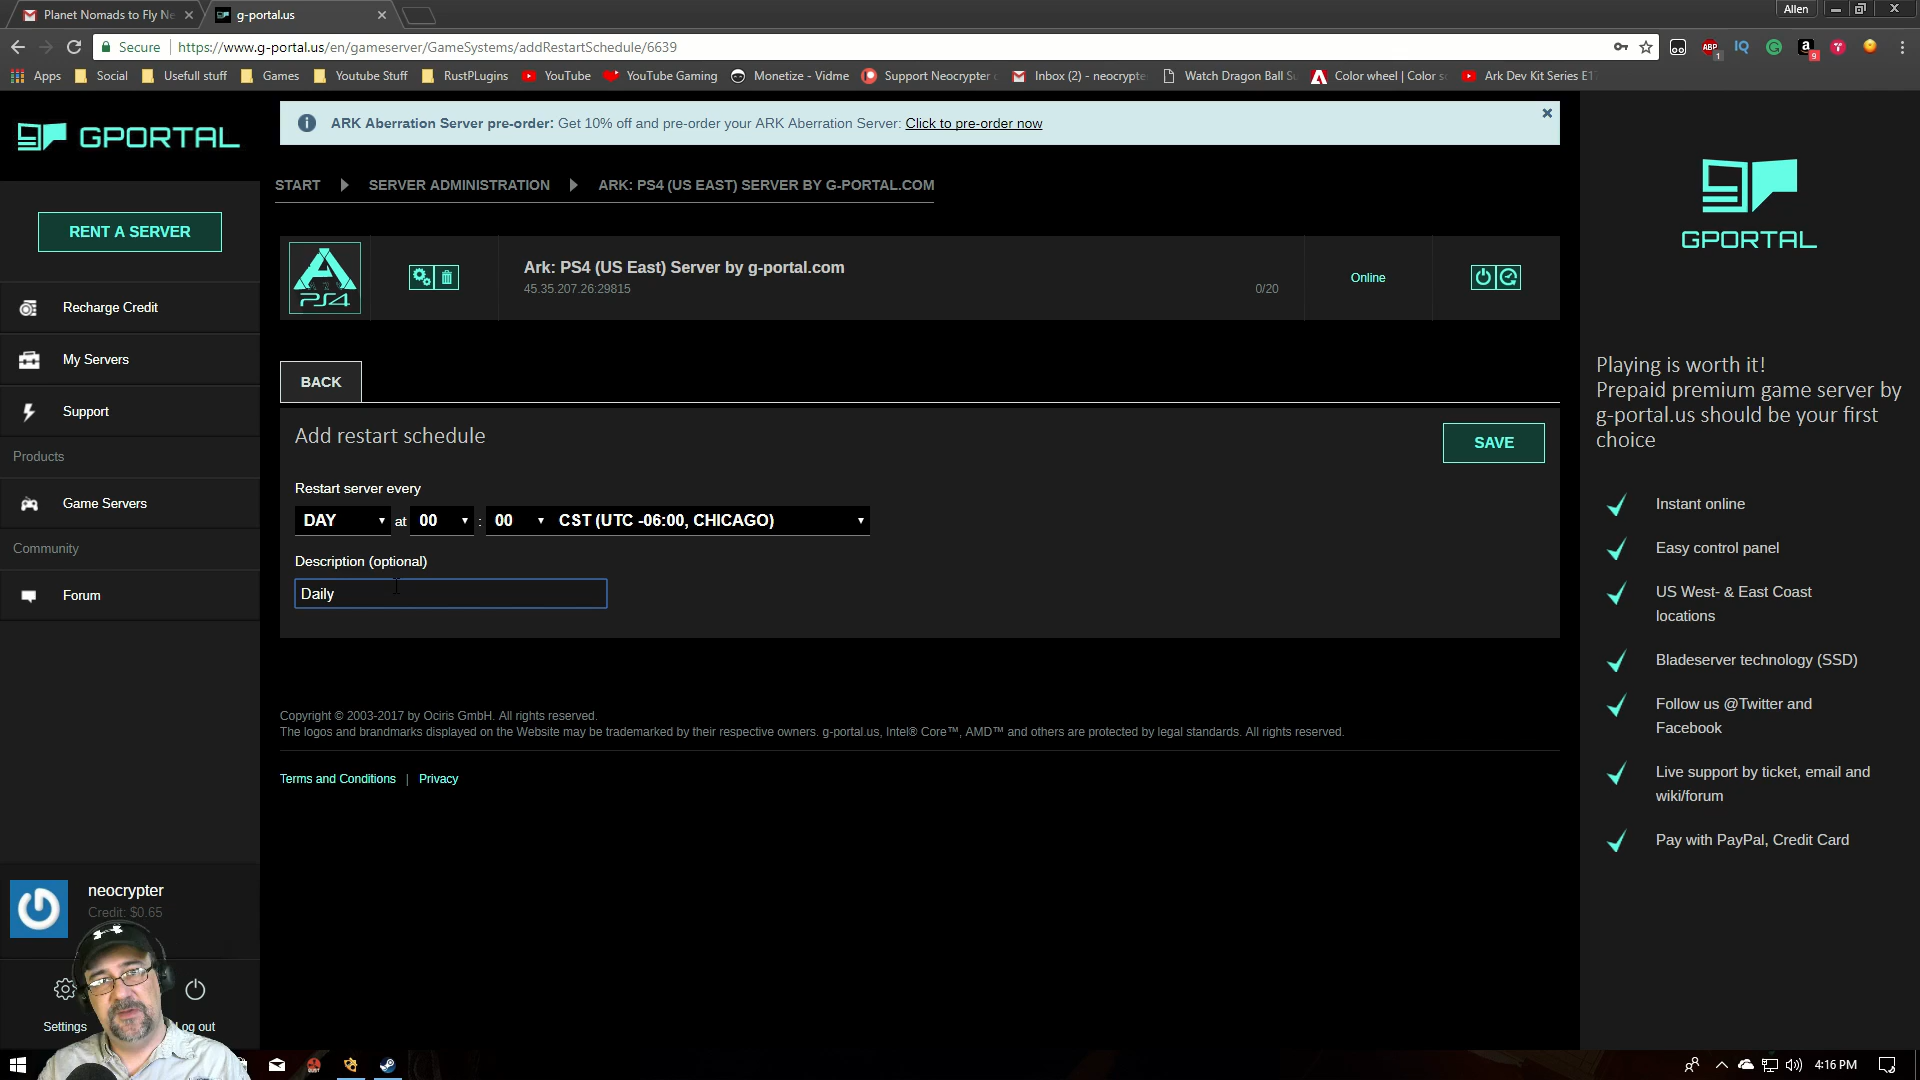 Planet Nomads to Fly Ne
g-portal.us
Allen
Secure
https://www.g-portal.us/en/gameserver/GameSystems/addRestartSchedule/6639
Apps
Social
Usefull stuff
Games
Youtube Stuff
RustPlugins
YouTube
YouTube Gaming
Monetize - Vidme
Support Neocrypter
Inbox (2) - neocrypte
Watch Dragon Ball Su
Color wheel | Color s
Ark Dev Kit Series E1
GPORTAL
ARK Aberration Server pre-order: Get 10% off and pre-order your ARK Aberration Server: Click to pre-order now
START
SERVER ADMINISTRATION
ARK: PS4 (US EAST) SERVER BY G-PORTAL.COM
RENT A SERVER
Recharge Credit
My Servers
Support
Products
Game Servers
Community
Forum
PS4
Ark: PS4 (US East) Server by g-portal.com
45.35.207.26:29815
0/20
Online
BACK
Add restart schedule
SAVE
Restart server every
DAY at 00 : 00 CST (UTC -06:00, CHICAGO)
Description (optional)
Daily
Copyright © 2003-2017 by Ociris GmbH. All rights reserved.
The logos and brandmarks displayed on the Website may be trademarked by their respective owners. g-portal.us, Intel® Core™, AMD™ and others are protected by legal standards. All rights reserved.
Terms and Conditions | Privacy
GPORTAL
Playing is worth it!
Prepaid premium game server by
g-portal.us should be your first
choice
Instant online
Easy control panel
US West- & East Coast
locations
Bladeserver technology (SSD)
Follow us @Twitter and
Facebook
Live support by ticket, email and
wiki/forum
Pay with PayPal, Credit Card
neocrypter
Credit: $0.65
Settings
og out
4:16 PM